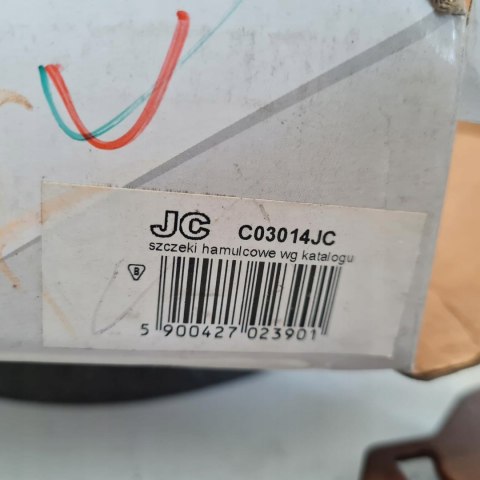 JC C03014JC
szczeki hamulcowe wg katalogu
B
5 900427 023901